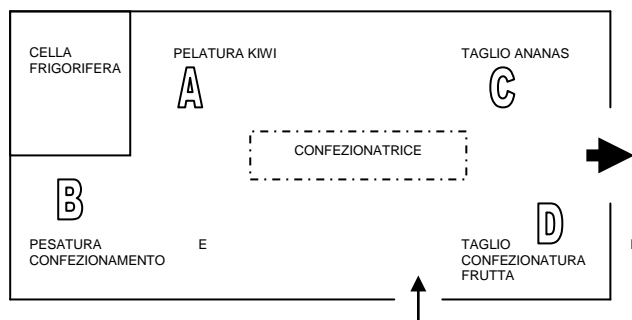 CELLA
FRIGORIFERA
PELATURA KIWI
A
TAGLIO ANANAS
C
CONFEZIONATRICE
B
PESATURA E
CONFEZIONAMENTO
D
TAGLIO
CONFEZIONATURA
FRUTTA